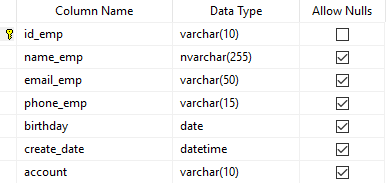 Column Name Data Type Allow Nulls
id_emp varchar(10)
name_emp nvarchar(255)
email_emp varchar(50)
phone_emp varchar(15)
birthday date
create_date datetime
account varchar(10)